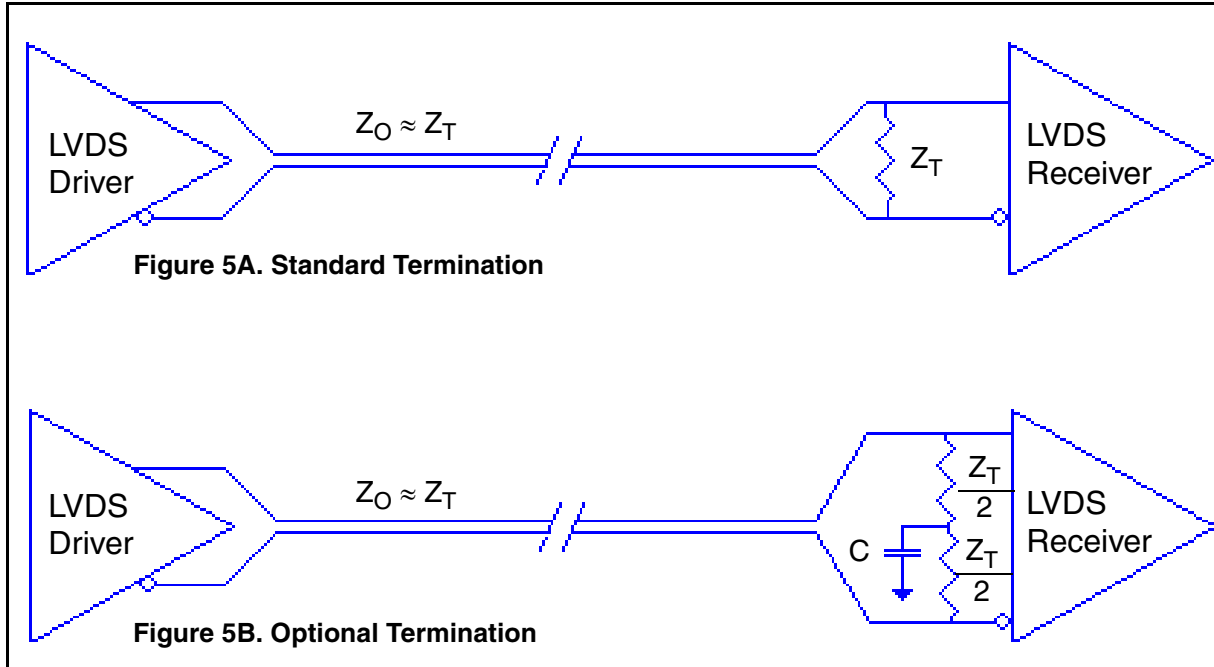 LVDS
Driver
Z_O ≈ Z_T
Z_T
LVDS
Receiver
Figure 5A. Standard Termination
LVDS
Driver
Z_O ≈ Z_T
C
Z_T
2
Z_T
2
LVDS
Receiver
Figure 5B. Optional Termination